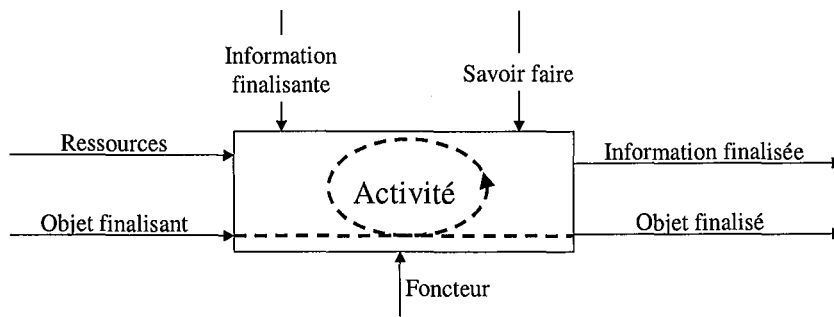 Information
finalisante
Savoir faire
Ressources
Information finalisée
Activité
Objet finalisant
Objet finalisé
Foncteur